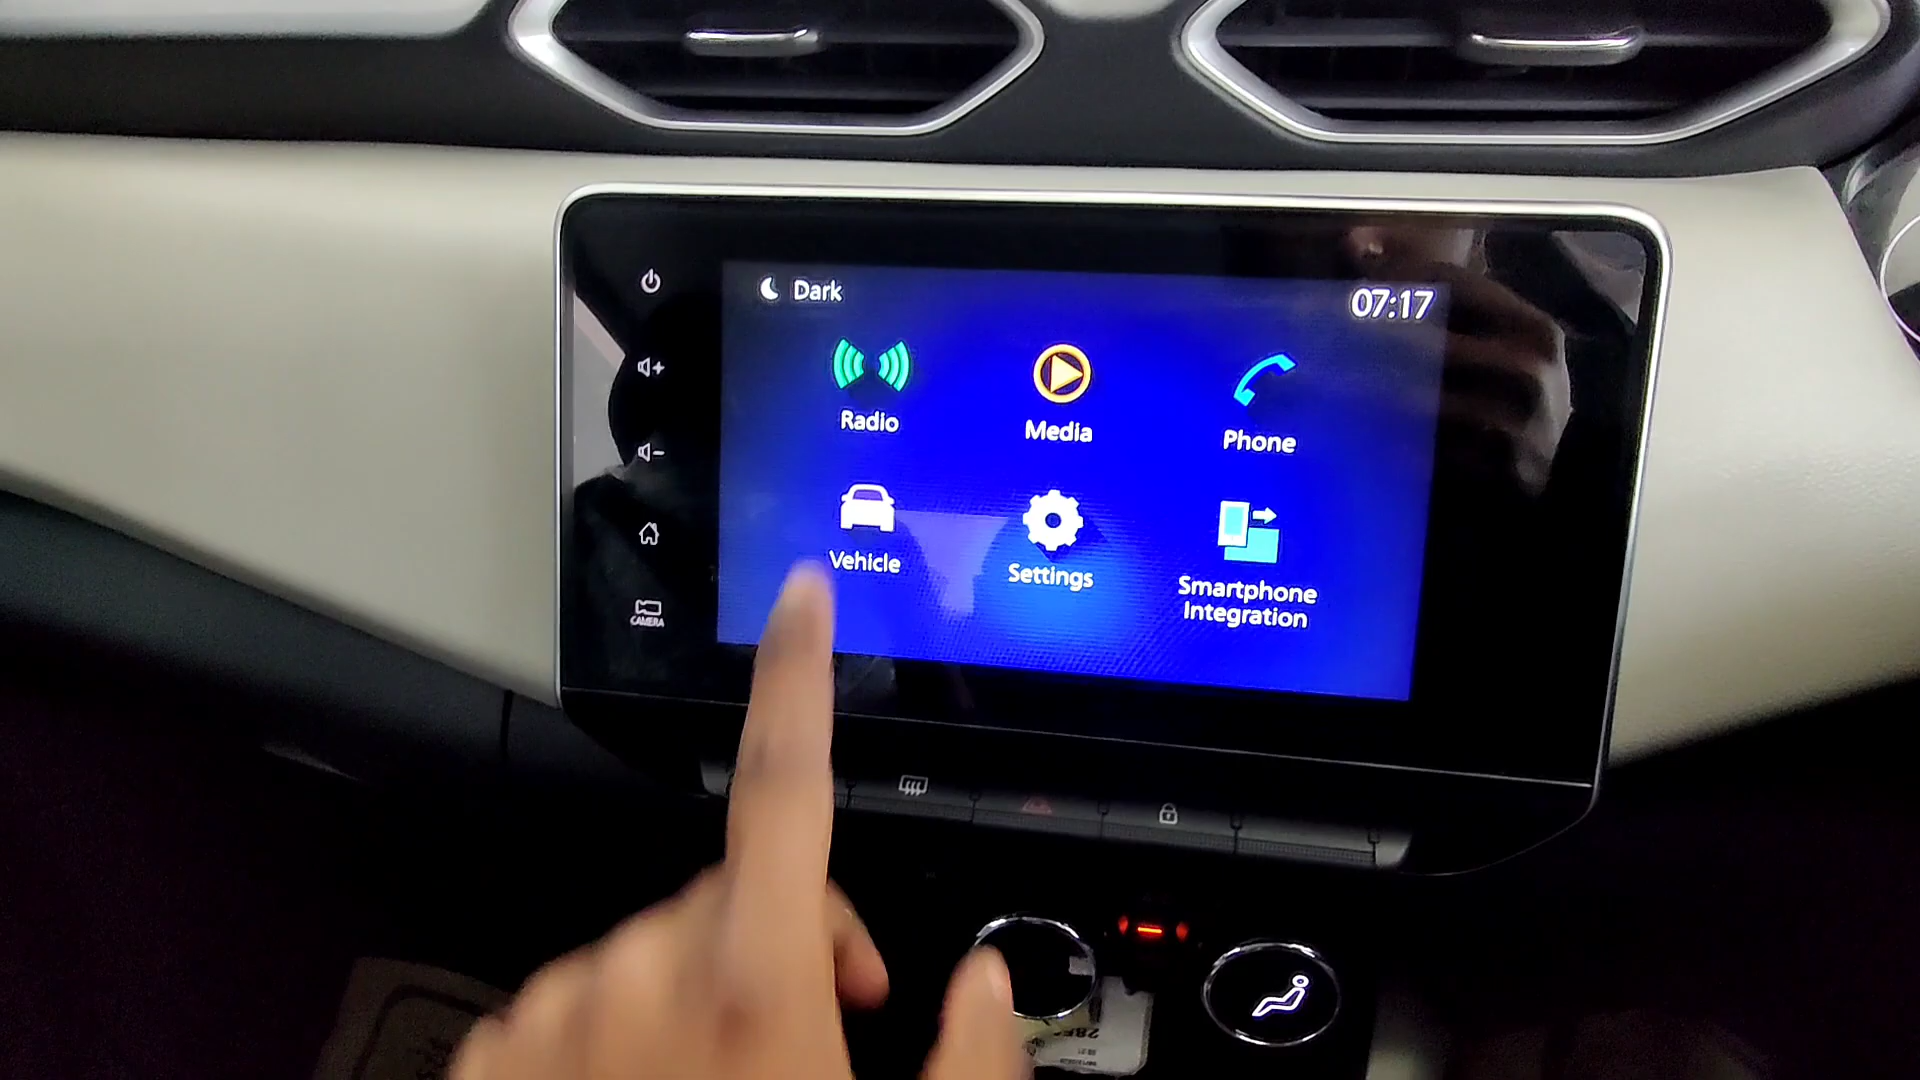 Dark
07:17
Radio
Media
Phone
Vehicle
Settings
Smartphone
Integration
CAMERA